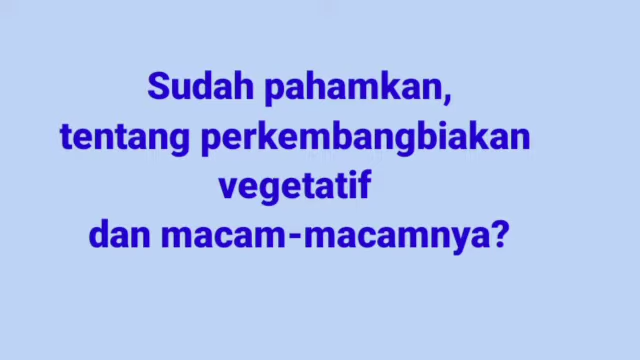 Sudah pahamkan,
tentang perkembangbiakan
vegetatif
dan macam-macamnya?